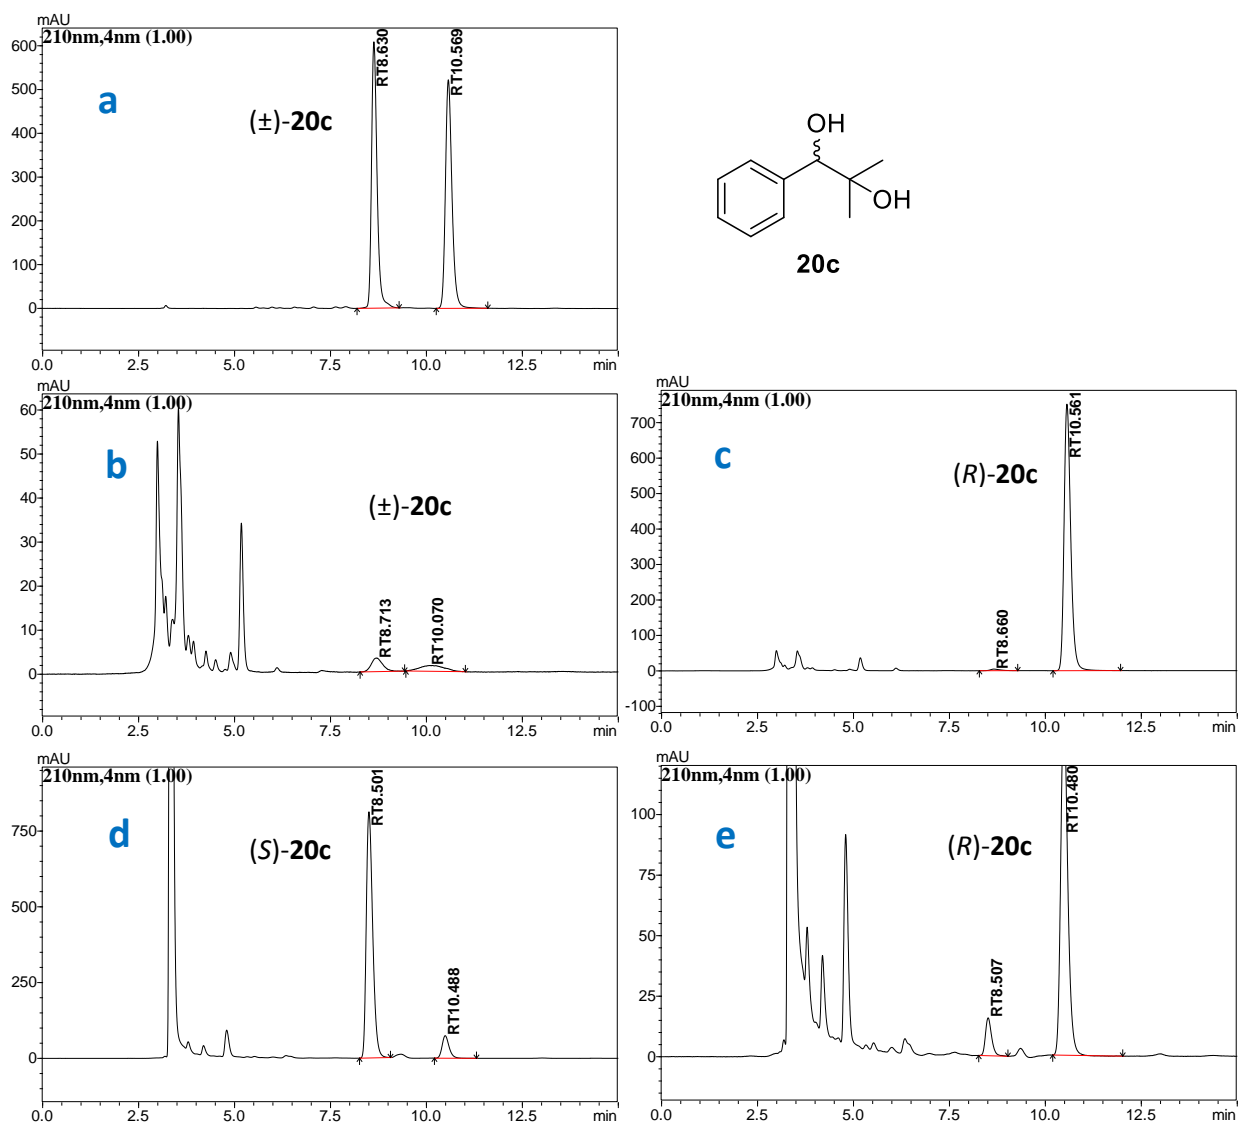 mAU
210nm,4nm (1.00)
600
500
400
300
200
100
0
a
(±)-20c
RT8.630
RT10.569
0.0 2.5 5.0 7.5 10.0 12.5 min
OH
OH
20c
mAU
210nm,4nm (1.00)
60
50
40
30
20
10
0
b
(±)-20c
RT8.713
RT10.070
0.0 2.5 5.0 7.5 10.0 12.5 min
210nm,4nm (1.00)
mAU
700
600
500
400
300
200
100
0
-100
c
(R)-20c
RT8.660
RT10.561
0.0 2.5 5.0 7.5 10.0 12.5 min
mAU
210nm,4nm (1.00)
750
500
250
0
d
(S)-20c
RT8.501
RT10.488
0.0 2.5 5.0 7.5 10.0 12.5 min
mAU
210nm,4nm (1.00)
100
75
50
25
0
e
(R)-20c
RT8.507
RT10.480
0.0 2.5 5.0 7.5 10.0 12.5 min